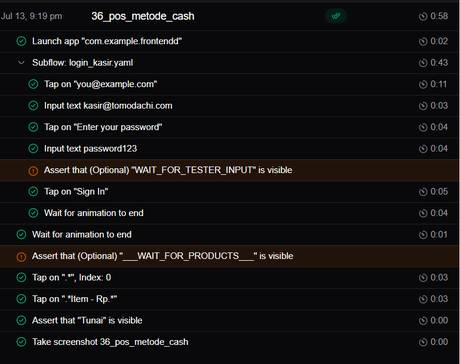 Jul 13, 9:19 pm 36_pos_metode_cash 0:58
Launch app "com.example.frontendd" 0:02
Subflow: login_kasir.yaml 0:43
Tap on "you@example.com" 0:11
Input text kasir@tomodachi.com 0:03
Tap on "Enter your password" 0:04
Input text password123 0:04
Assert that (Optional) "WAIT_FOR_TESTER_INPUT" is visible
Tap on "Sign In" 0:05
Wait for animation to end 0:04
Wait for animation to end 0:01
Assert that (Optional) "___WAIT_FOR_PRODUCTS___" is visible
Tap on ".*", Index: 0 0:03
Tap on ".*Item - Rp.*" 0:03
Assert that "Tunai" is visible 0:00
Take screenshot 36_pos_metode_cash 0:00